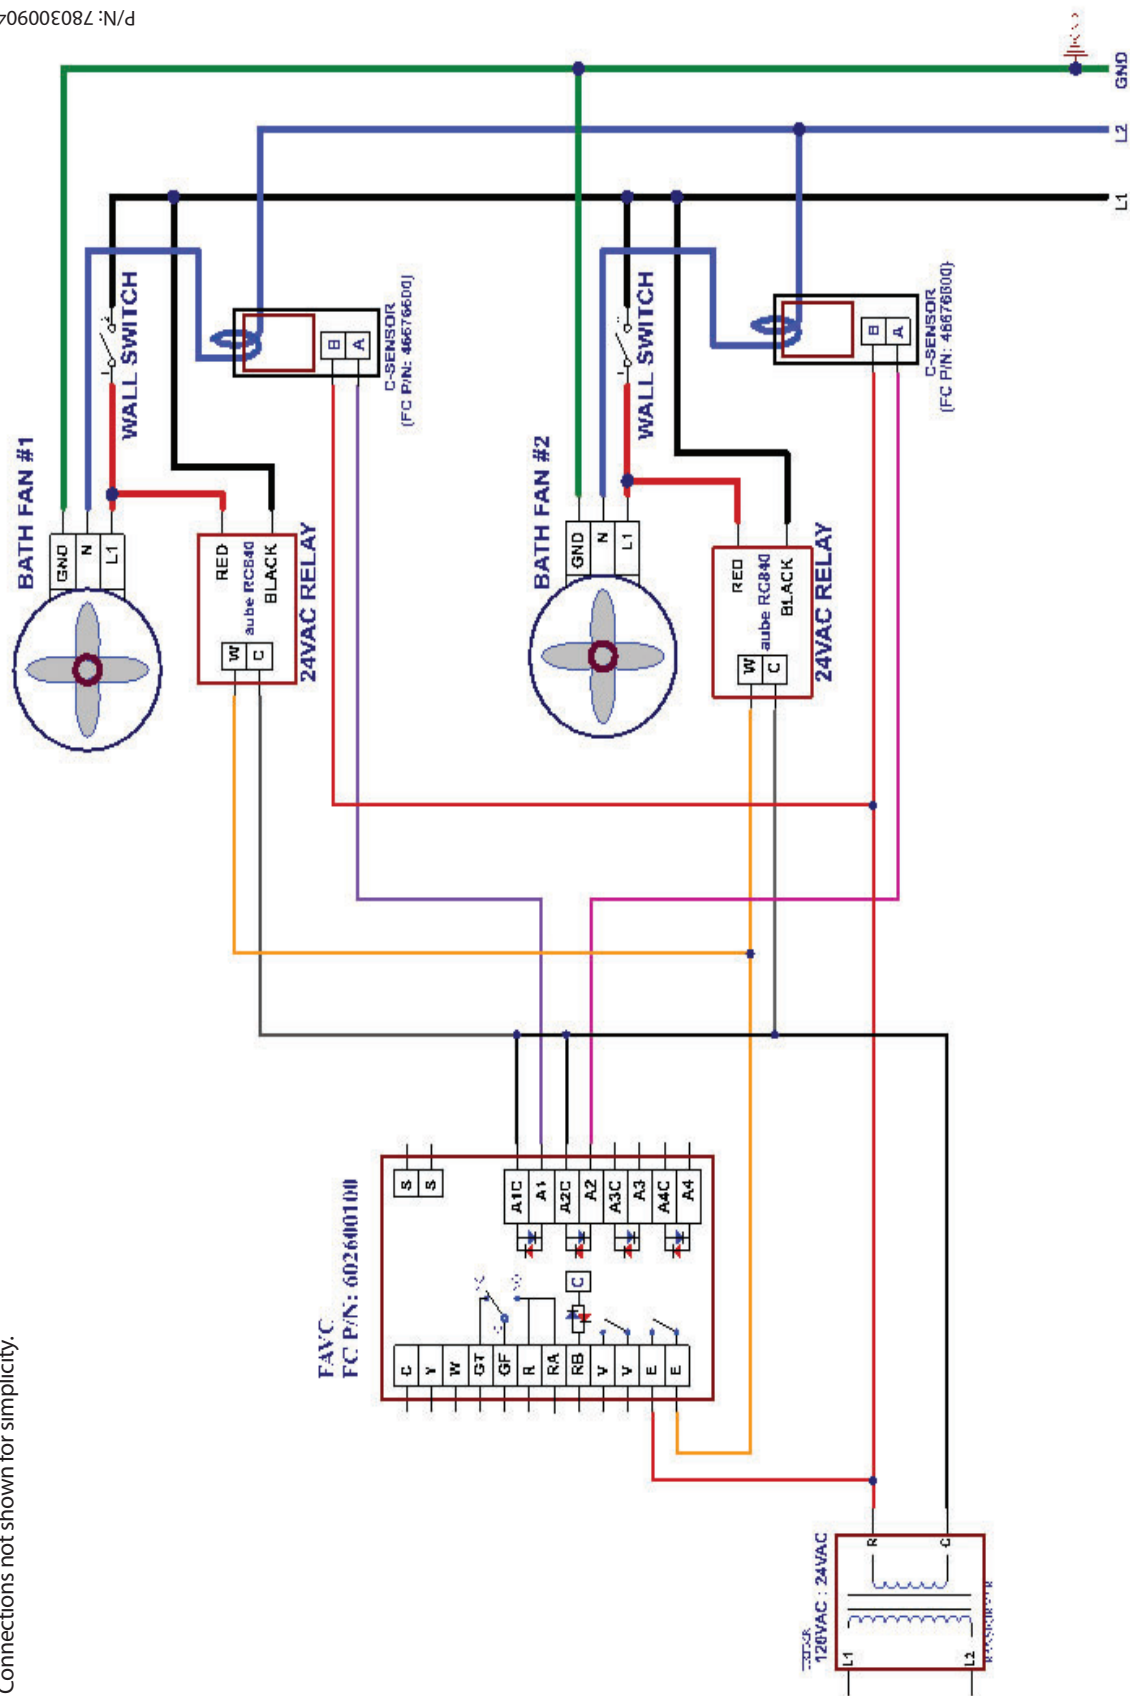 P/N: 780300904
Connections not shown for simplicity.
BATH FAN #1
GND
N
L1
WALL SWITCH
RED
aube RC840
BLACK
W
C
24VAC RELAY
B
A
C-SENSOR
(FC P/N: 46676600)
BATH FAN #2
GND
N
L1
WALL SWITCH
RED
aube RC840
BLACK
W
C
24VAC RELAY
B
A
C-SENSOR
(FC P/N: 46676600)
GND
L2
L1
FAVC
FC P/N: 602600100
S
S
A1C
A1
A2C
A2
A3C
A3
A4C
A4
C
C
Y
W
GT
GF
R
RA
RB
V
V
E
E
120VAC : 24VAC
R
C
L1
L2